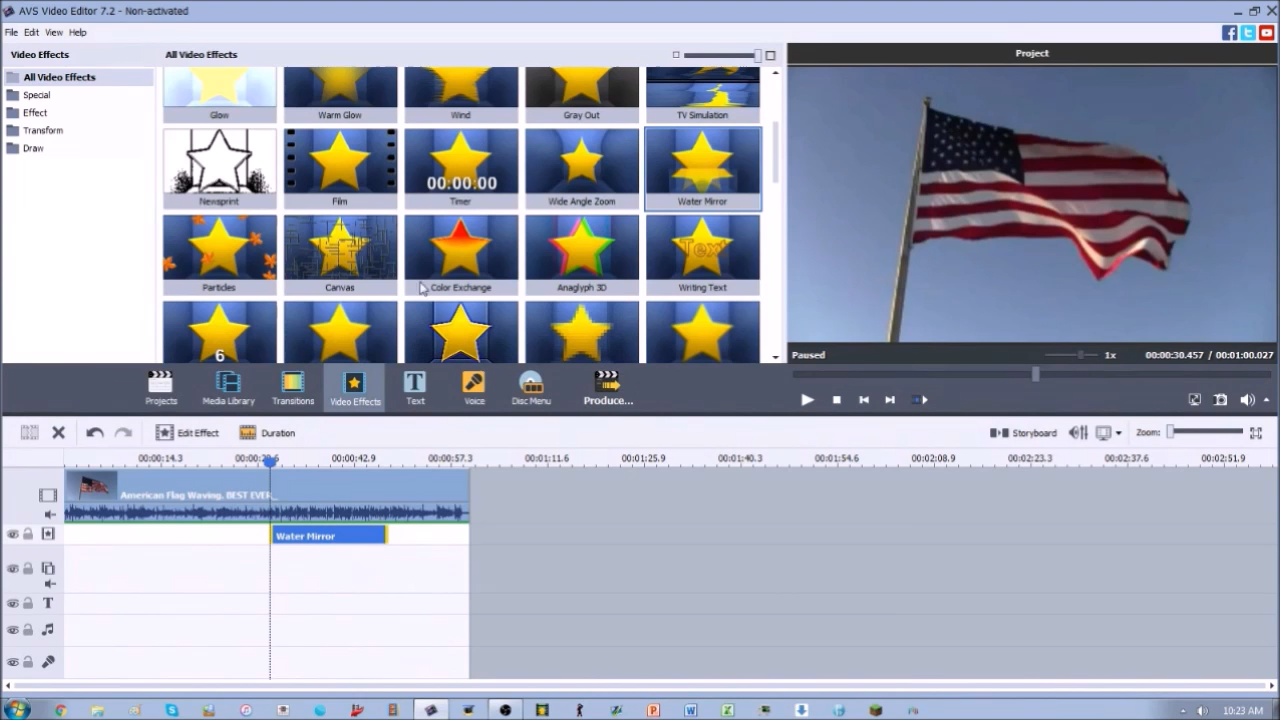 AVS Video Editor 7.2 - Non-activated
File Edit View Help
Video Effects
All Video Effects
Project
All Video Effects
Special
Effect
Transform
Draw
Glow
Warm Glow
Wind
Gray Out
TV Simulation
00:00:00
Newsprint
Film
Timer
Wide Angle Zoom
Water Mirror
Text
Particles
Canvas
Color Exchange
Anaglyph 3D
Writing Text
6
Paused
1x
00:00:30.457 / 00:01:00.027
Projects
Media Library
Transitions
Video Effects
Text
Voice
Disc Menu
Produce...
Edit Effect
Duration
Storyboard
Zoom:
00:00:14.3
00:00:42.9
00:00:57.3
00:01:11.6
00:01:25.9
00:01:40.3
00:01:54.6
00:02:08.9
00:02:23.3
00:02:37.6
00:02:51.9
American Flag Waving. BEST EVER_
Water Mirror
T
10:23 AM